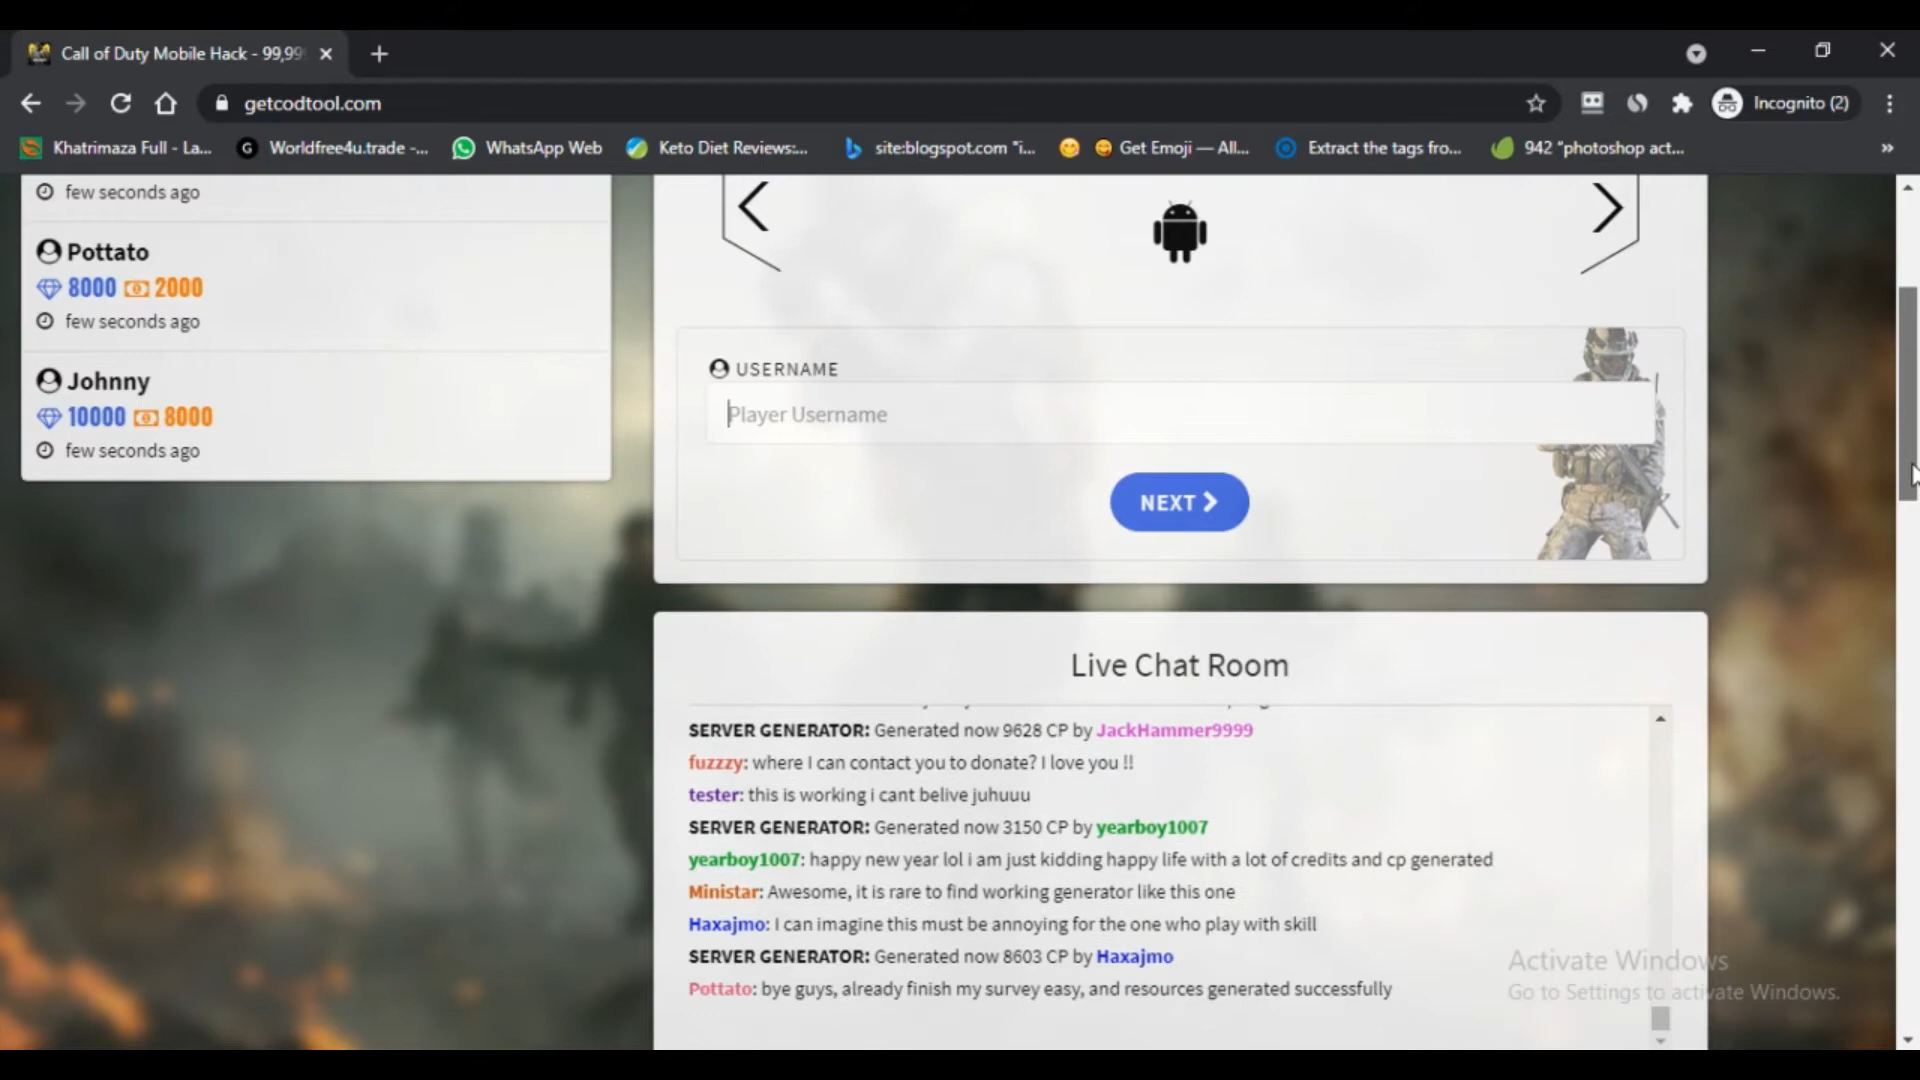 Call of Duty Mobile Hack - 99,99
getcodtool.com
Incognito (2)
Khatrimaza Full - La...
Worldfree4u.trade -...
WhatsApp Web
Keto Diet Reviews:...
site:blogspot.com "i...
Get Emoji — All...
Extract the tags fro...
942 "photoshop act...
few seconds ago
Pottato
8000 2000
few seconds ago
Johnny
10000 8000
few seconds ago
USERNAME
Player Username
NEXT
Live Chat Room
SERVER GENERATOR: Generated now 9628 CP by JackHammer9999
fuzzzy: where I can contact you to donate? I love you !!
tester: this is working i cant belive juhuuu
SERVER GENERATOR: Generated now 3150 CP by yearboy1007
yearboy1007: happy new year lol i am just kidding happy life with a lot of credits and cp generated
Ministar: Awesome, it is rare to find working generator like this one
Haxajmo: I can imagine this must be annoying for the one who play with skill
SERVER GENERATOR: Generated now 8603 CP by Haxajmo
Pottato: bye guys, already finish my survey easy, and resources generated successfully
Activate Windows
Go to Settings to activate Windows.